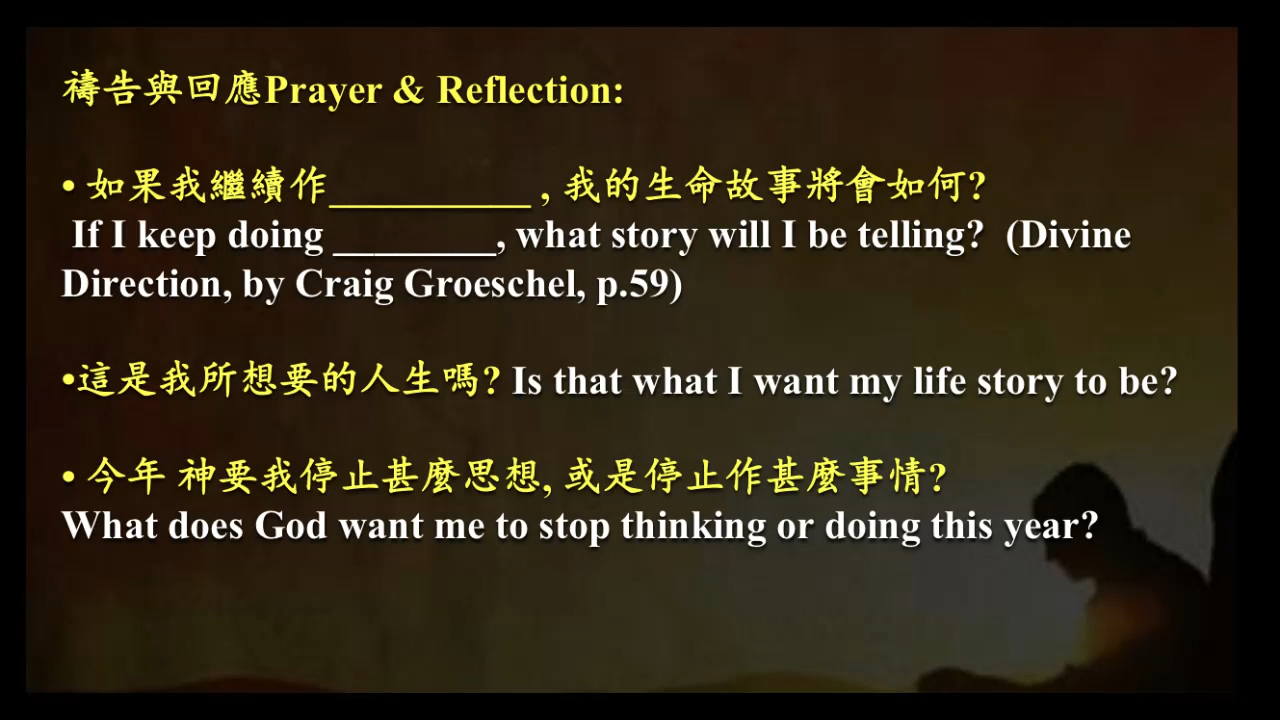 禱告與回應Prayer & Reflection:
• 如果我繼續作__________ , 我的生命故事將會如何?
If I keep doing ________, what story will I be telling?  (Divine
Direction, by Craig Groeschel, p.59)
•這是我所想要的人生嗎? Is that what I want my life story to be?
• 今年 神要我停止甚麼思想, 或是停止作甚麼事情?
What does God want me to stop thinking or doing this year?